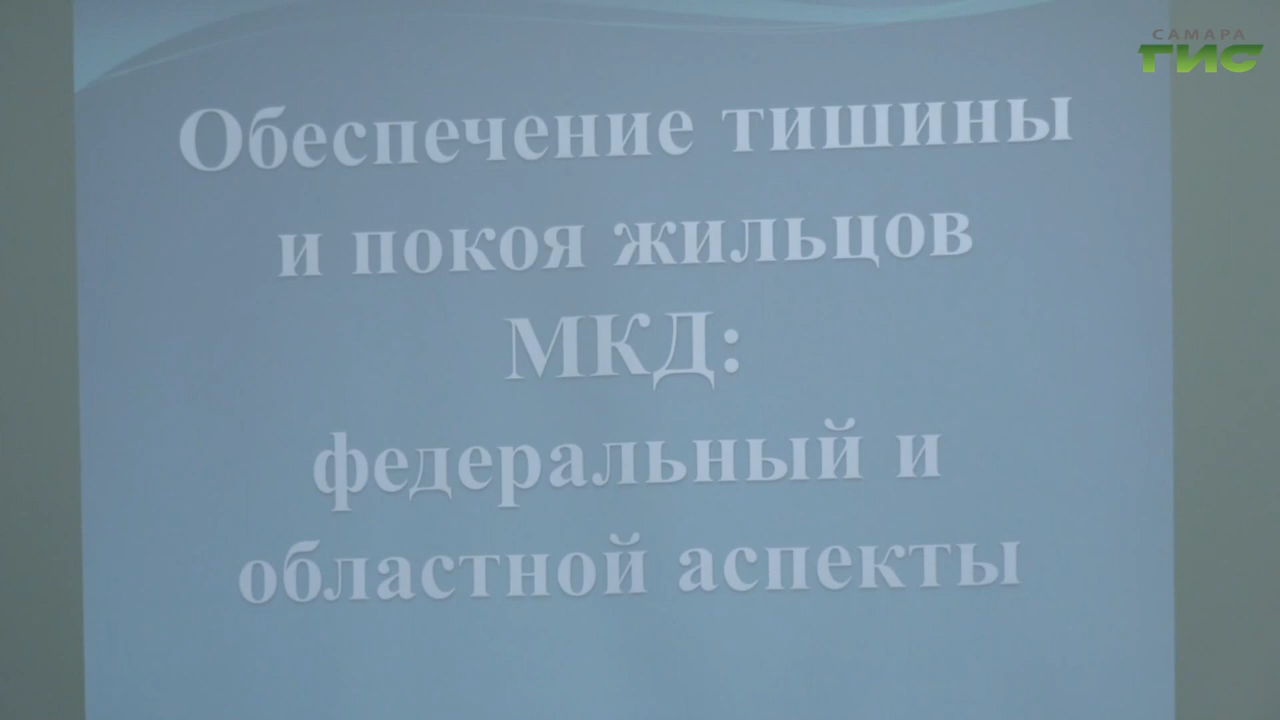 САМАРА
ГИС
Обеспечение тишины
и покоя жильцов
МКД:
федеральный и
областной аспекты